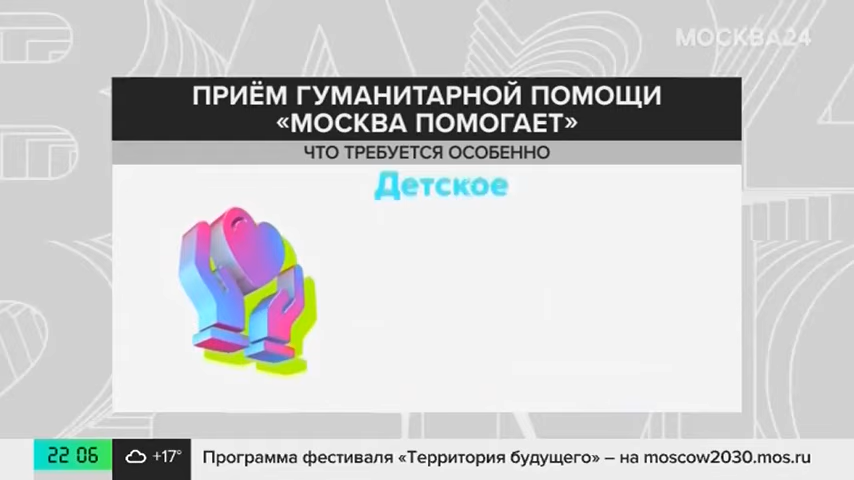 МОСКВА24
ПРИЁМ ГУМАНИТАРНОЙ ПОМОЩИ
«МОСКВА ПОМОГАЕТ»
ЧТО ТРЕБУЕТСЯ ОСОБЕННО
Детское
22 06 +17° Программа фестиваля «Территория будущего» – на moscow2030.mos.ru